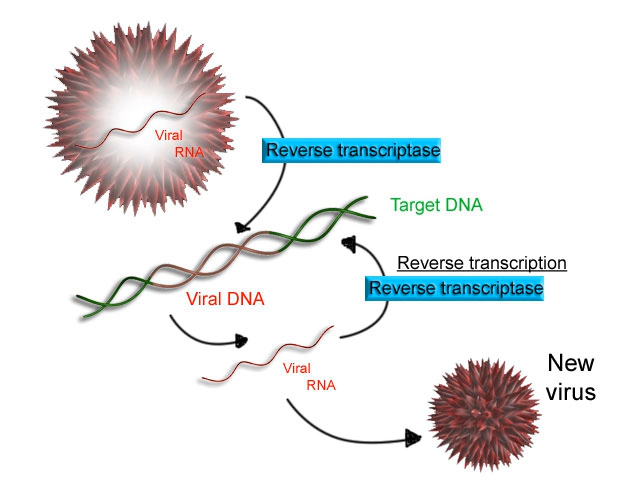 Viral
RNA
Reverse transcriptase
Target DNA
Reverse transcription
Reverse transcriptase
Viral DNA
Viral
RNA
New
virus